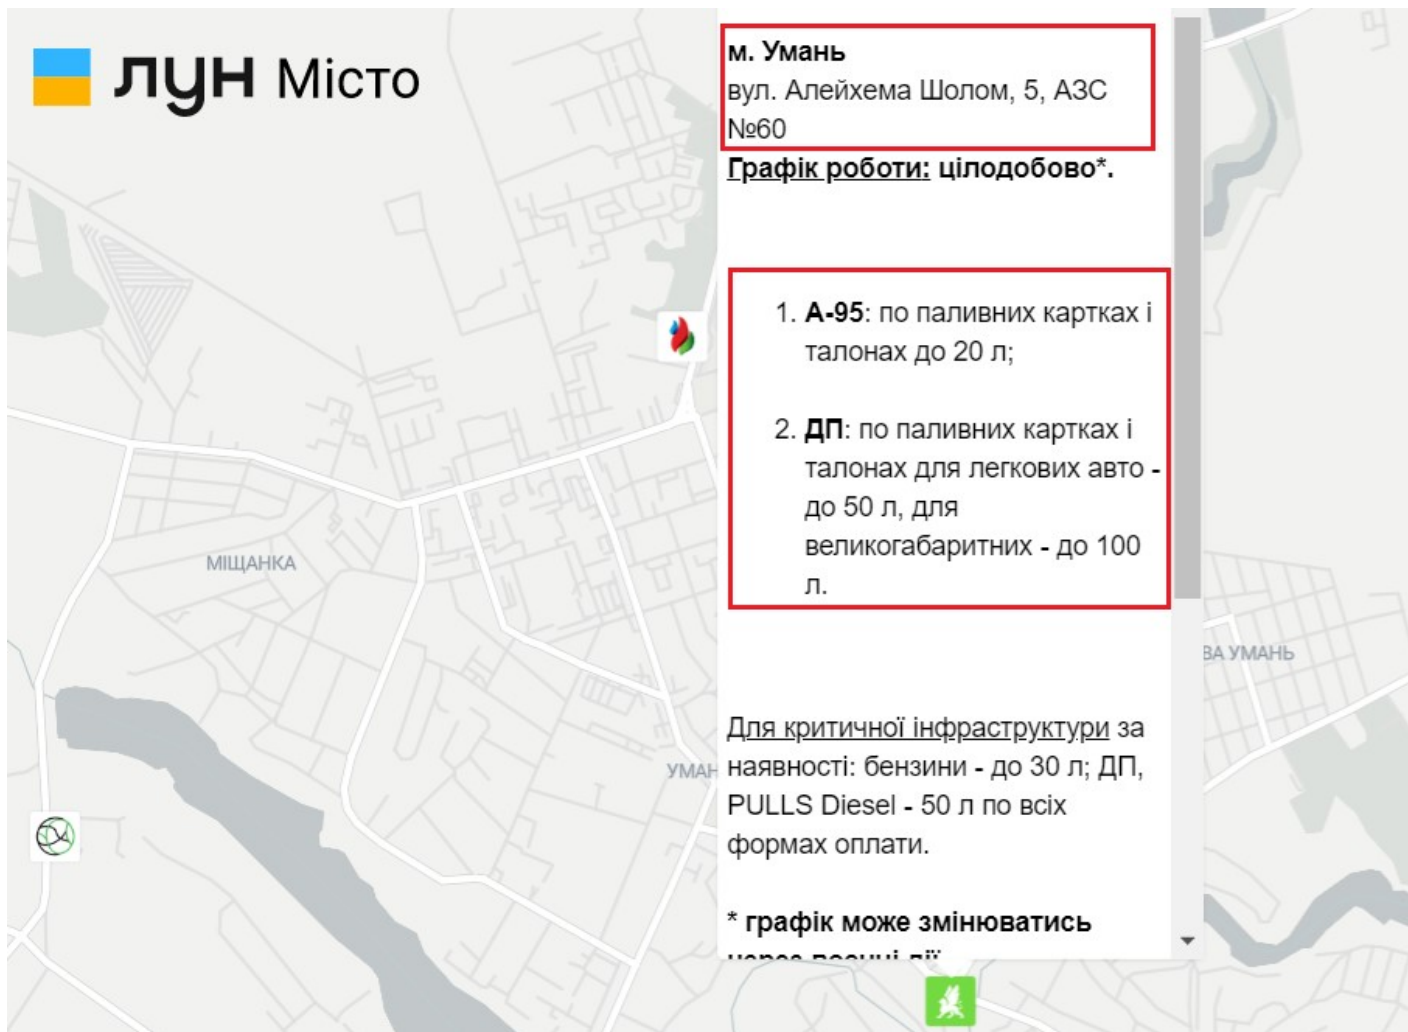 лун Місто
м. Умань
вул. Алейхема Шолом, 5, АЗС
№60
Графік роботи: цілодобово*.
1. А-95: по паливних картках і
талонах до 20 л;
2. ДП: по паливних картках і
талонах для легкових авто -
до 50 л, для
великогабаритних - до 100
л.
МІЩАНКА
ВА УМАНЬ
УМАН
Для критичної інфраструктури за
наявності: бензини - до 30 л; ДП,
PULLS Diesel - 50 л по всіх
формах оплати.
* графік може змінюватись
через воєнні дії